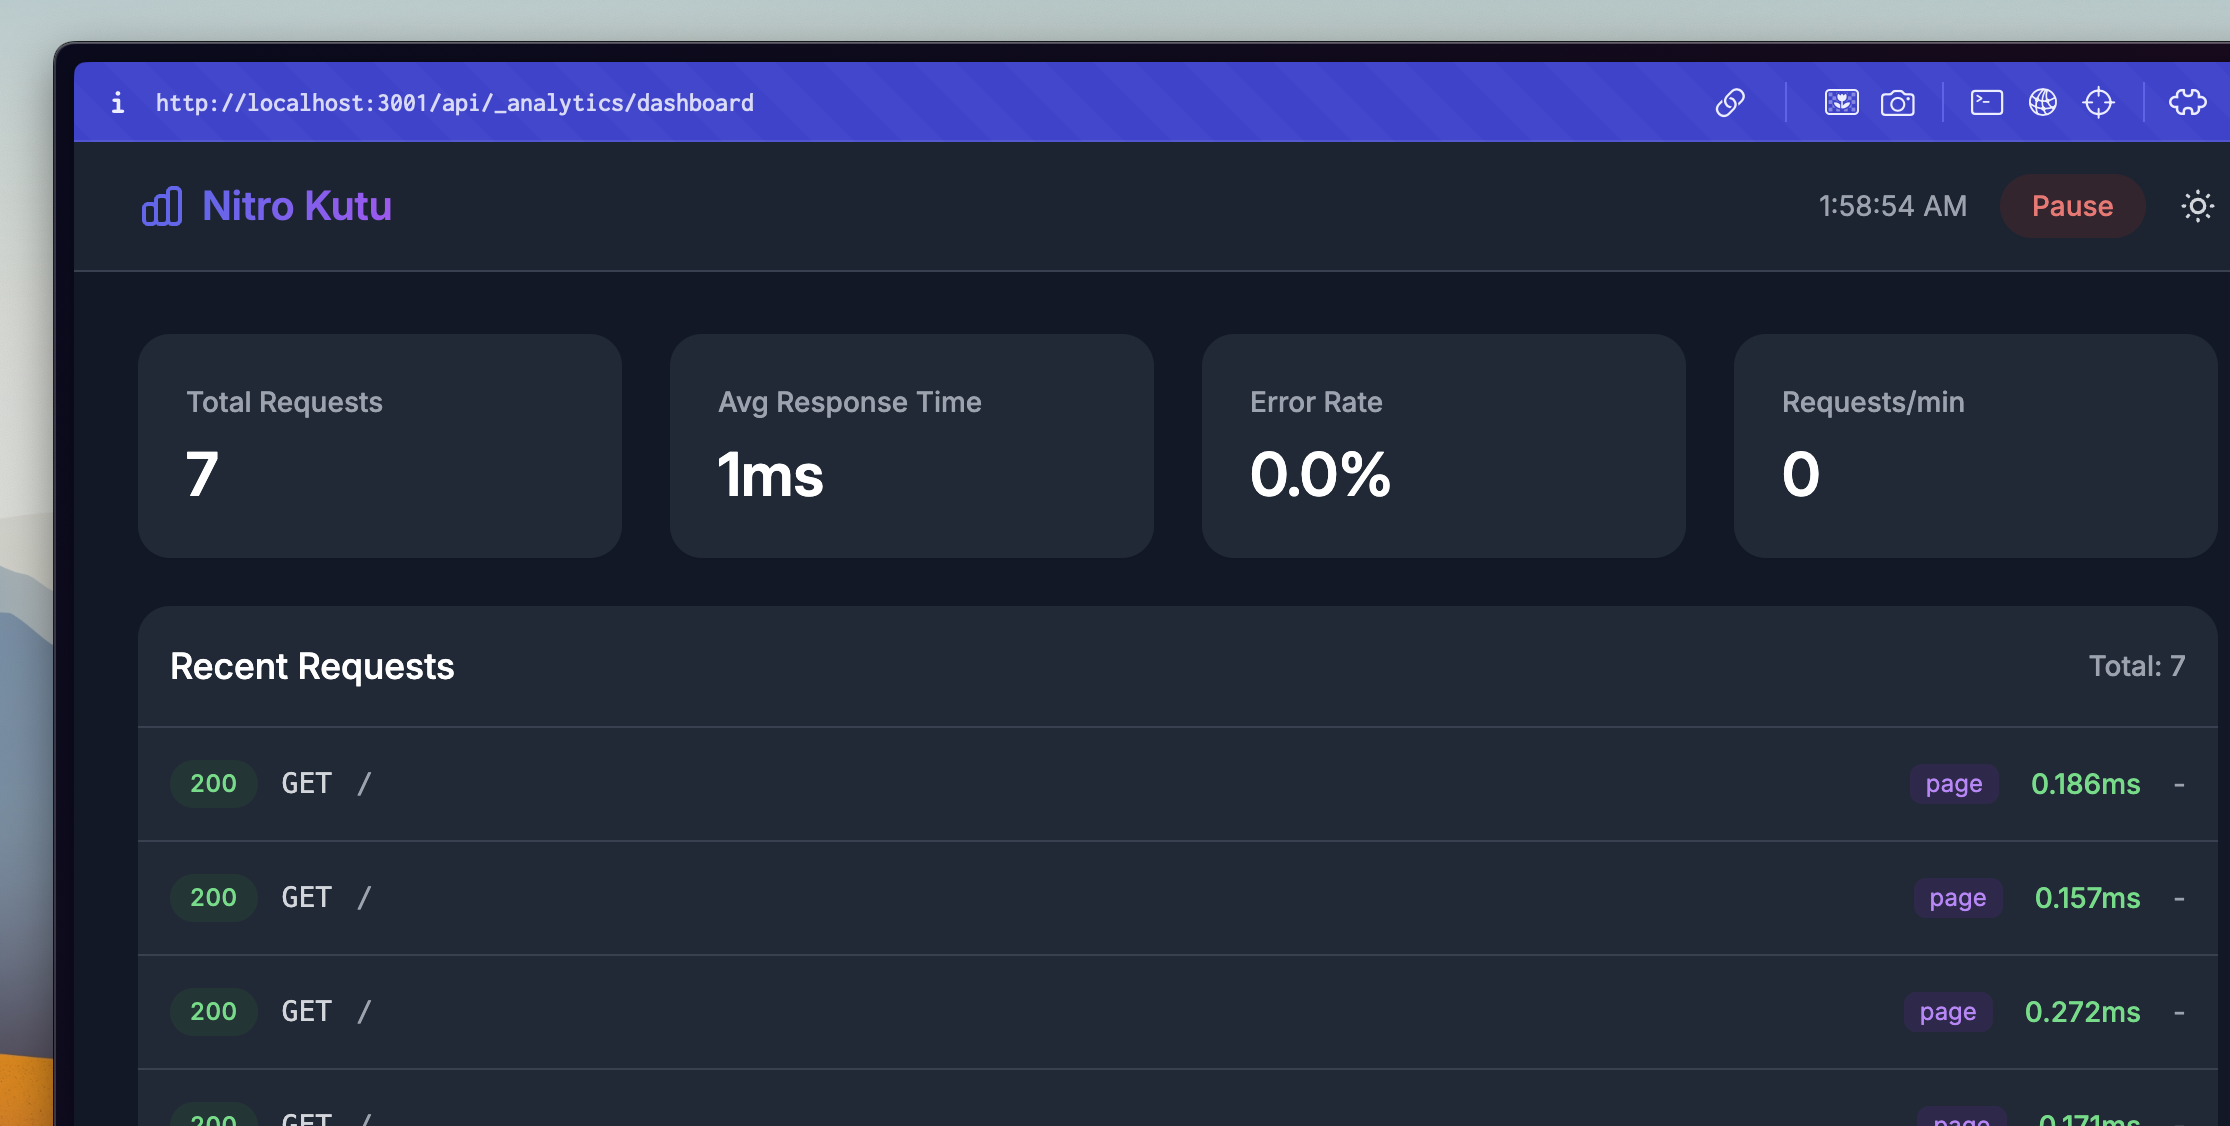 http://localhost:3001/api/_analytics/dashboard
Nitro Kutu
1:58:54 AM
Pause
Total Requests
7
Avg Response Time
1ms
Error Rate
0.0%
Requests/min
0
Recent Requests
Total: 7
200 GET / page 0.186ms -
200 GET / page 0.157ms -
200 GET / page 0.272ms -
200 GET / page 0.171ms -